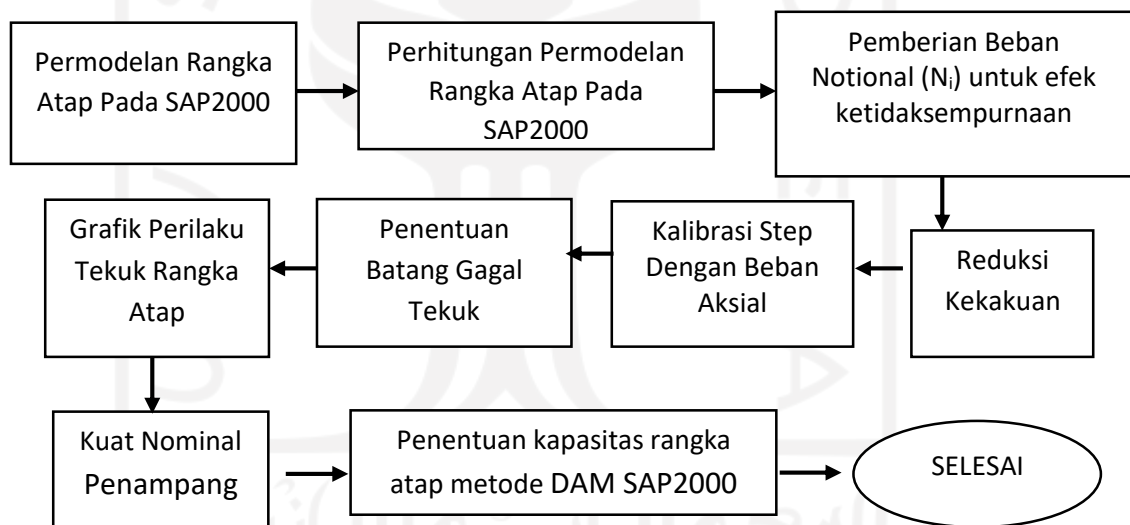 Permodelan Rangka
Atap Pada SAP2000
Perhitungan Permodelan
Rangka Atap Pada
SAP2000
Pemberian Beban
Notional (Nᵢ) untuk efek
ketidaksempurnaan
Reduksi
Kekakuan
Kalibrasi Step
Dengan Beban
Aksial
Penentuan
Batang Gagal
Tekuk
Grafik Perilaku
Tekuk Rangka
Atap
Kuat Nominal
Penampang
Penentuan kapasitas rangka
atap metode DAM SAP2000
SELESAI